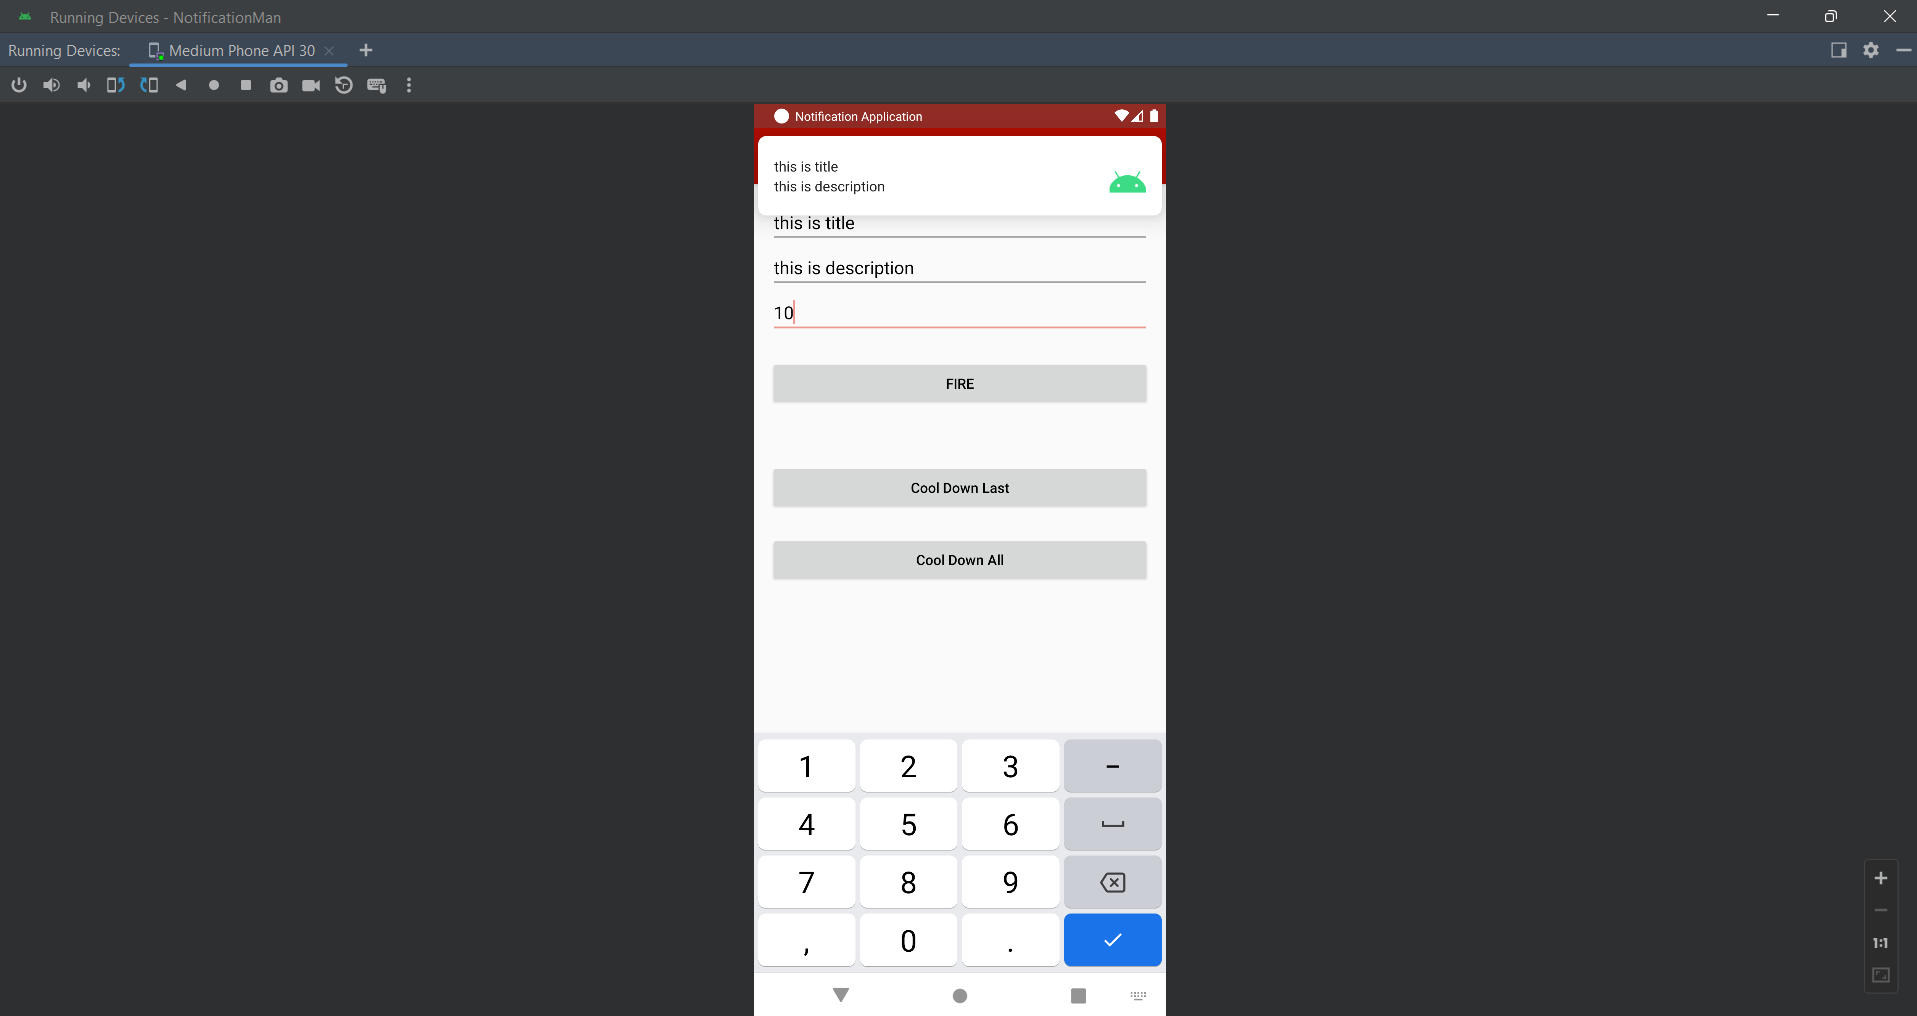 Running Devices - NotificationMan
Running Devices: Medium Phone API 30
Notification Application
this is title
this is description
this is title
this is description
10
FIRE
Cool Down Last
Cool Down All
1 2 3 -
4 5 6
7 8 9
, 0 .
1:1